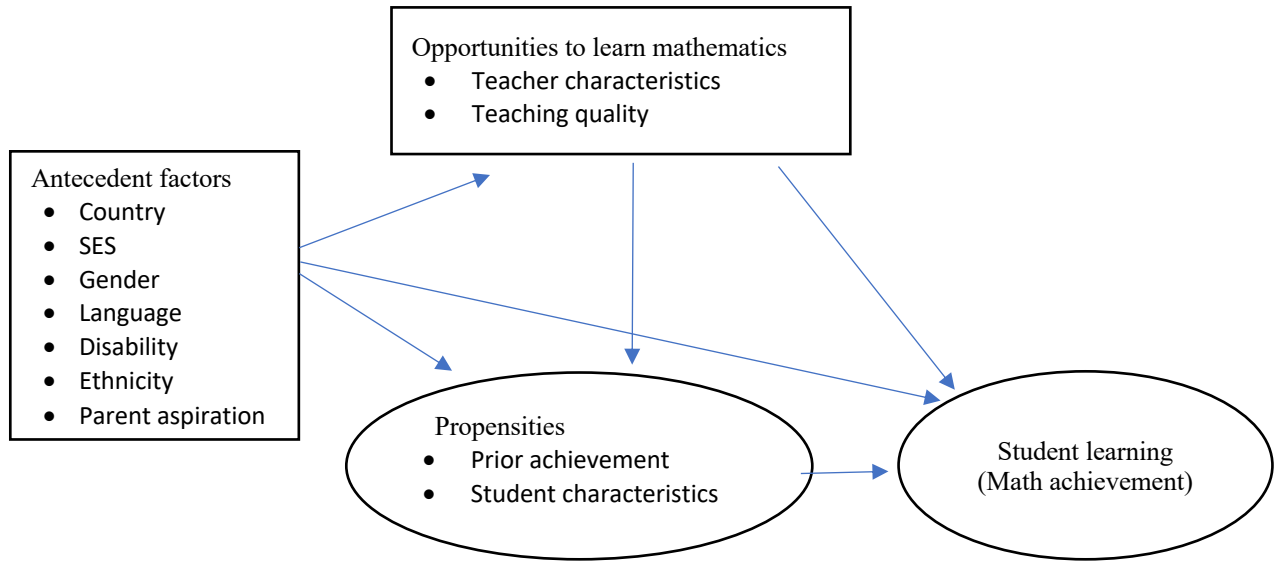 Opportunities to learn mathematics
• Teacher characteristics
• Teaching quality
Antecedent factors
• Country
• SES
• Gender
• Language
• Disability
• Ethnicity
• Parent aspiration
Propensities
• Prior achievement
• Student characteristics
Student learning
(Math achievement)